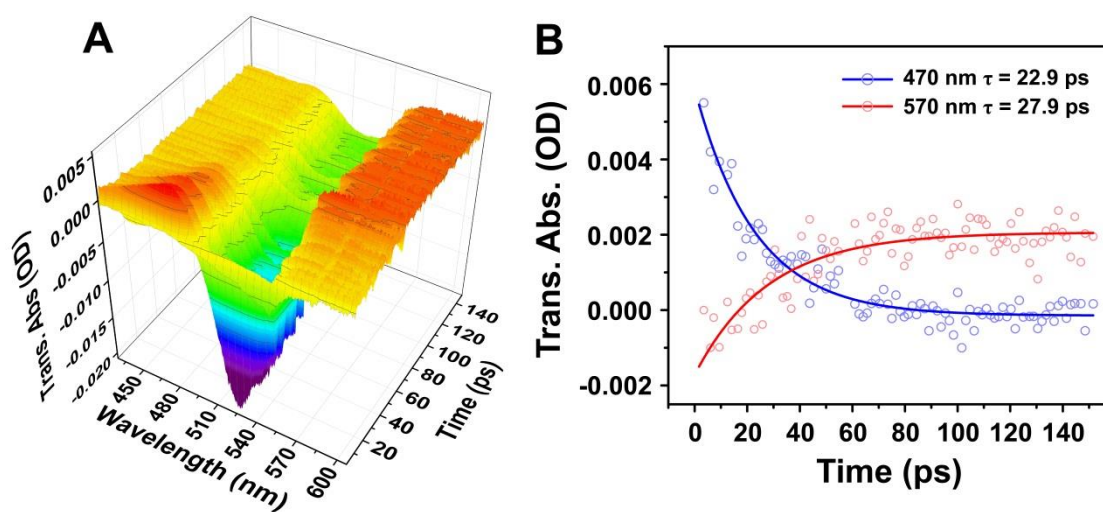 A
0.005
0.000
-0.005
-0.010
-0.015
-0.020
Trans. Abs (OD)
450
480
510
540
570
600
Wavelength (nm)
20
40
60
80
100
120
140
Time (ps)
B
470 nm τ = 22.9 ps
570 nm τ = 27.9 ps
0.006
0.004
0.002
0.000
-0.002
Trans. Abs. (OD)
0 20 40 60 80 100 120 140
Time (ps)